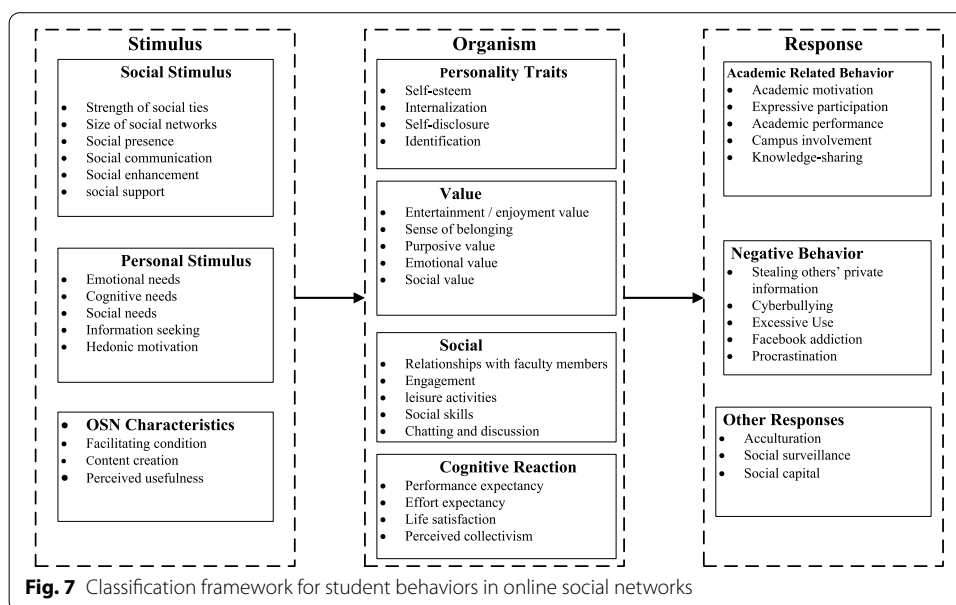 Stimulus
Social Stimulus
• Strength of social ties
• Size of social networks
• Social presence
• Social communication
• Social enhancement
• social support
Personal Stimulus
• Emotional needs
• Cognitive needs
• Social needs
• Information seeking
• Hedonic motivation
• OSN Characteristics
• Facilitating condition
• Content creation
• Perceived usefulness
Organism
Personality Traits
• Self-esteem
• Internalization
• Self-disclosure
• Identification
Value
• Entertainment / enjoyment value
• Sense of belonging
• Purposive value
• Emotional value
• Social value
Social
• Relationships with faculty members
• Engagement
• leisure activities
• Social skills
• Chatting and discussion
Cognitive Reaction
• Performance expectancy
• Effort expectancy
• Life satisfaction
• Perceived collectivism
Response
Academic Related Behavior
• Academic motivation
• Expressive participation
• Academic performance
• Campus involvement
• Knowledge-sharing
Negative Behavior
• Stealing others’ private
information
• Cyberbullying
• Excessive Use
• Facebook addiction
• Procrastination
Other Responses
• Acculturation
• Social surveillance
• Social capital
Fig. 7 Classification framework for student behaviors in online social networks